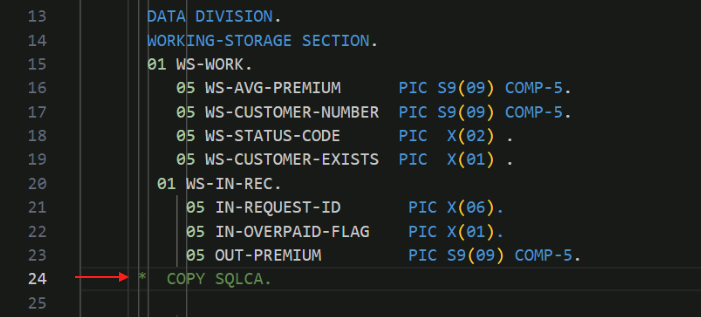 13 DATA DIVISION.
14 WORKING-STORAGE SECTION.
15 01 WS-WORK.
16 05 WS-AVG-PREMIUM PIC S9(09) COMP-5.
17 05 WS-CUSTOMER-NUMBER PIC S9(09) COMP-5.
18 05 WS-STATUS-CODE PIC X(02) .
19 05 WS-CUSTOMER-EXISTS PIC X(01) .
20 01 WS-IN-REC.
21 05 IN-REQUEST-ID PIC X(06).
22 05 IN-OVERPAID-FLAG PIC X(01).
23 05 OUT-PREMIUM PIC S9(09) COMP-5.
24 * COPY SQLCA.
25